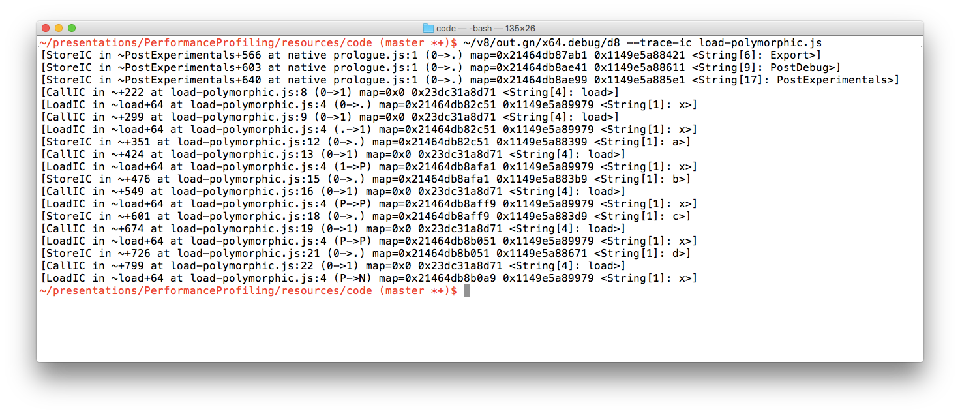 code — -bash — 135×26
~/presentations/PerformanceProfiling/resources/code (master *+)$ ~/v8/out.gn/x64.debug/d8 --trace-ic load-polymorphic.js
[StoreIC in ~PostExperimentals+566 at native prologue.js:1 (0->.) map=0x21464db87ab1 0x1149e5a88421 <String[6]: Export>]
[StoreIC in ~PostExperimentals+603 at native prologue.js:1 (0->.) map=0x21464db8ae41 0x1149e5a88611 <String[9]: PostDebug>]
[StoreIC in ~PostExperimentals+640 at native prologue.js:1 (0->.) map=0x21464db8ae99 0x1149e5a885e1 <String[17]: PostExperimentals>]
[CallIC in ~+222 at load-polymorphic.js:8 (0->1) map=0x0 0x23dc31a8d71 <String[4]: load>]
[LoadIC in ~load+64 at load-polymorphic.js:4 (0->.) map=0x21464db82c51 0x1149e5a89979 <String[1]: x>]
[CallIC in ~+299 at load-polymorphic.js:9 (0->1) map=0x0 0x23dc31a8d71 <String[4]: load>]
[LoadIC in ~load+64 at load-polymorphic.js:4 (.->1) map=0x21464db82c51 0x1149e5a89979 <String[1]: x>]
[StoreIC in ~+351 at load-polymorphic.js:12 (0->.) map=0x21464db82c51 0x1149e5a88399 <String[1]: a>]
[CallIC in ~+424 at load-polymorphic.js:13 (0->1) map=0x0 0x23dc31a8d71 <String[4]: load>]
[LoadIC in ~load+64 at load-polymorphic.js:4 (1->P) map=0x21464db8afa1 0x1149e5a89979 <String[1]: x>]
[StoreIC in ~+476 at load-polymorphic.js:15 (0->.) map=0x21464db8afa1 0x1149e5a883b9 <String[1]: b>]
[CallIC in ~+549 at load-polymorphic.js:16 (0->1) map=0x0 0x23dc31a8d71 <String[4]: load>]
[LoadIC in ~load+64 at load-polymorphic.js:4 (P->P) map=0x21464db8aff9 0x1149e5a89979 <String[1]: x>]
[StoreIC in ~+601 at load-polymorphic.js:18 (0->.) map=0x21464db8aff9 0x1149e5a883d9 <String[1]: c>]
[CallIC in ~+674 at load-polymorphic.js:19 (0->1) map=0x0 0x23dc31a8d71 <String[4]: load>]
[LoadIC in ~load+64 at load-polymorphic.js:4 (P->P) map=0x21464db8b051 0x1149e5a89979 <String[1]: x>]
[StoreIC in ~+726 at load-polymorphic.js:21 (0->.) map=0x21464db8b051 0x1149e5a88671 <String[1]: d>]
[CallIC in ~+799 at load-polymorphic.js:22 (0->1) map=0x0 0x23dc31a8d71 <String[4]: load>]
[LoadIC in ~load+64 at load-polymorphic.js:4 (P->N) map=0x21464db8b0a9 0x1149e5a89979 <String[1]: x>]
~/presentations/PerformanceProfiling/resources/code (master *+)$